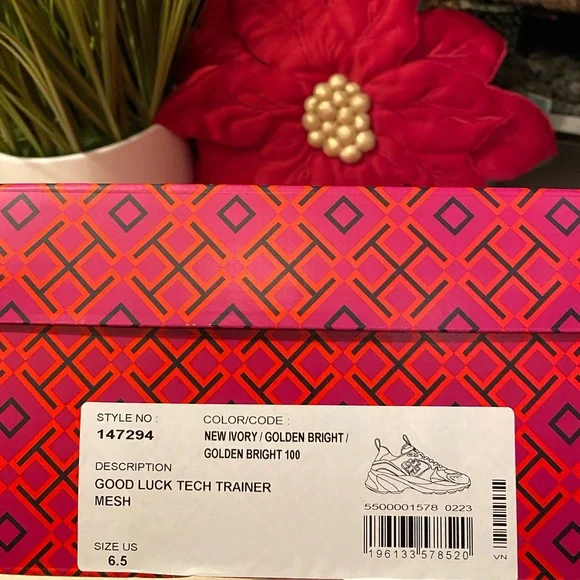 STYLE NO :
147294
COLOR/CODE :
NEW IVORY / GOLDEN BRIGHT /
GOLDEN BRIGHT 100
DESCRIPTION
GOOD LUCK TECH TRAINER
MESH
SIZE US
6.5
5500001578 0223
196133 578520
VN